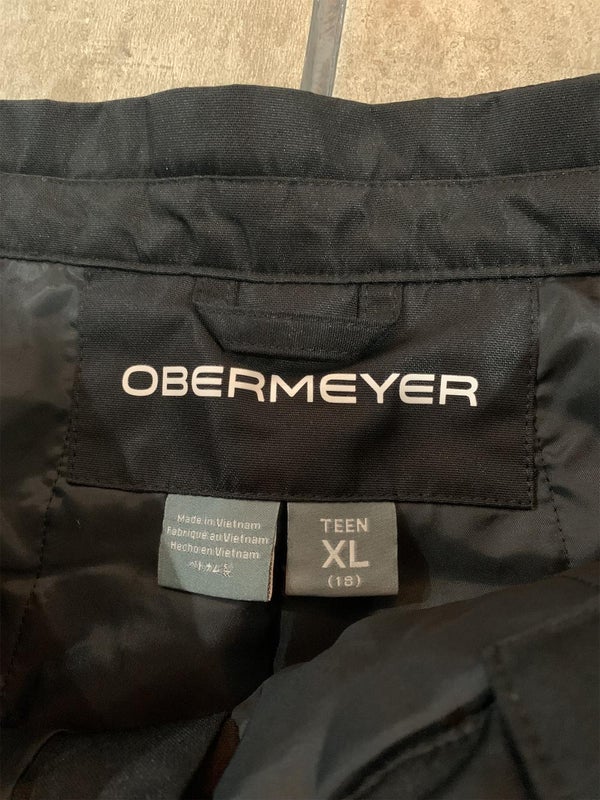 OBERMEYER
Made in Vietnam
Fabriqué au Vietnam
Hecho en Vietnam
TEEN
XL
(18)